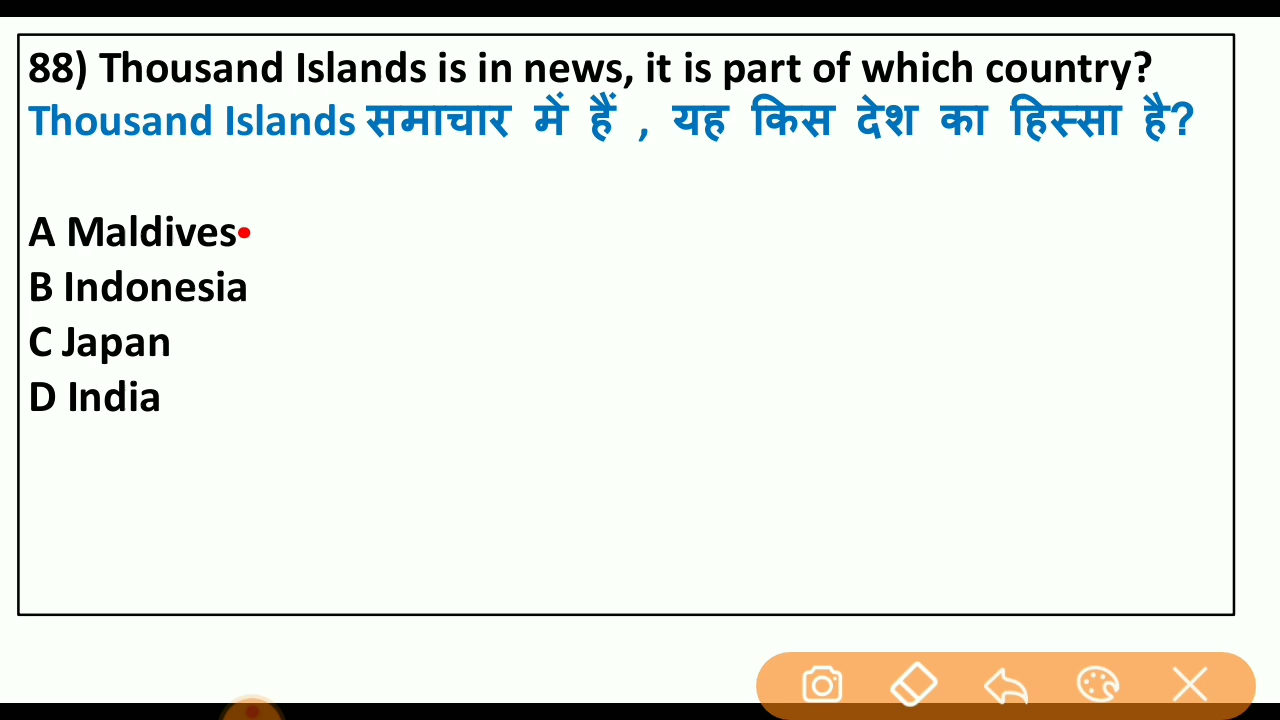 88) Thousand Islands is in news, it is part of which country?
Thousand Islands समाचार में हैं , यह किस देश का हिस्सा है?
A Maldives
B Indonesia
C Japan
D India